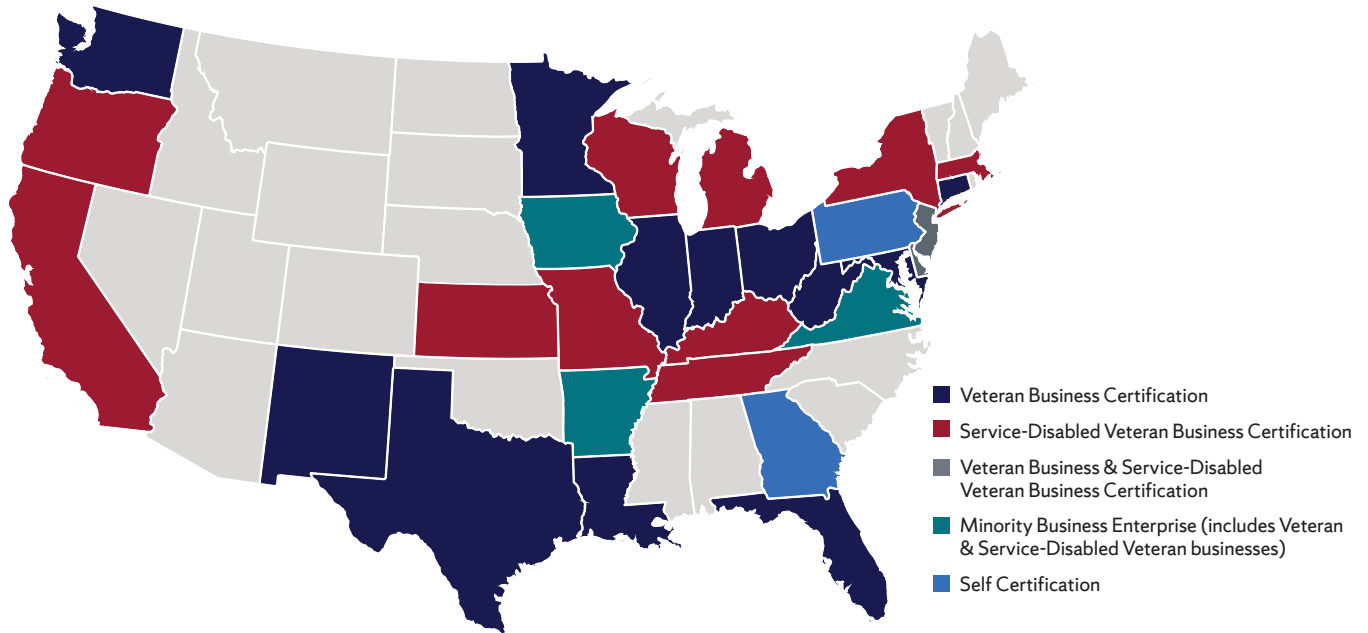 Veteran Business Certification
Service-Disabled Veteran Business Certification
Veteran Business & Service-Disabled
Veteran Business Certification
Minority Business Enterprise (includes Veteran
& Service-Disabled Veteran businesses)
Self Certification